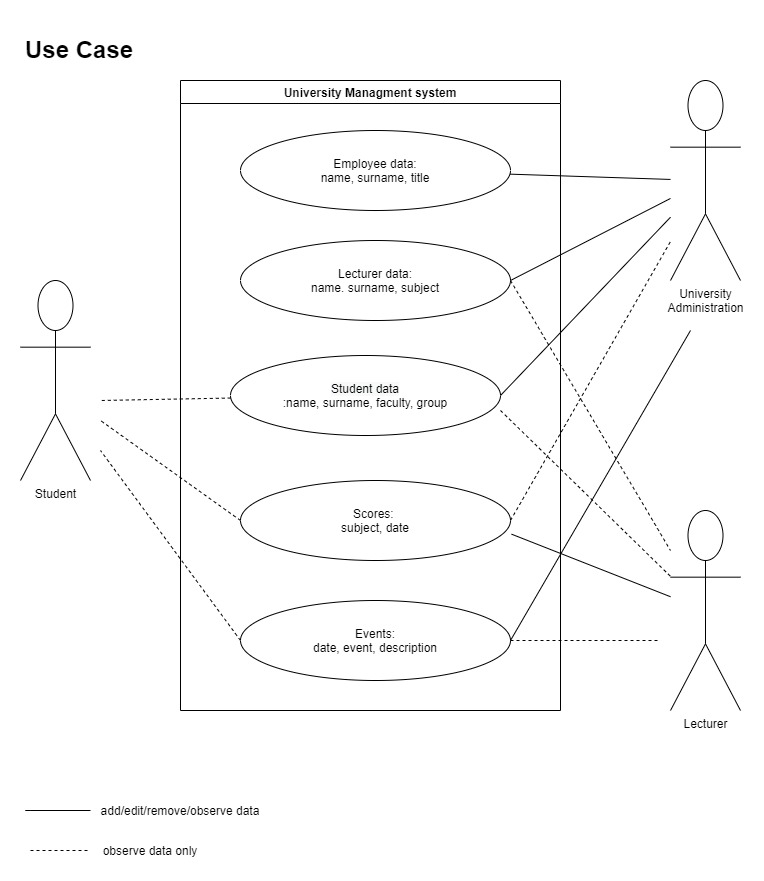 Use Case
University Managment system
Employee data:
name, surname, title
Lecturer data:
name. surname, subject
University
Administration
Student data
:name, surname, faculty, group
Student
Scores:
subject, date
Events:
date, event, description
Lecturer
add/edit/remove/observe data
observe data only